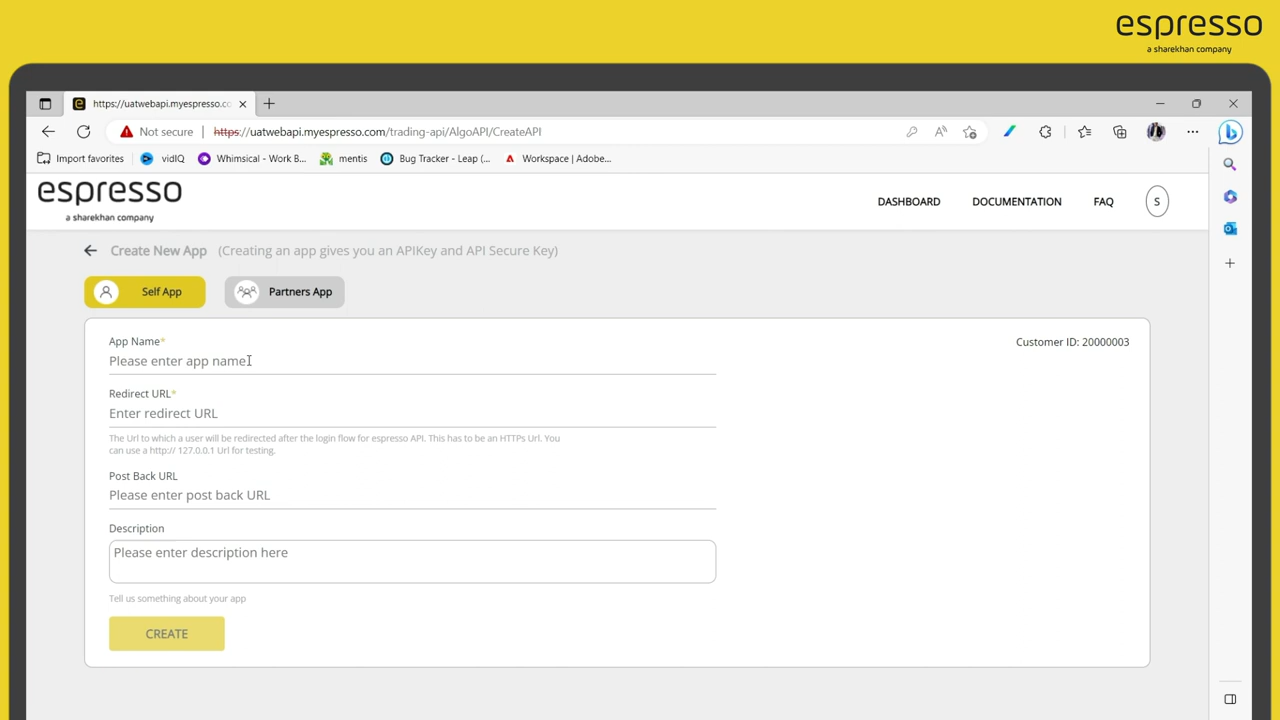 espresso
a sharekhan company
https://uatwebapi.myespresso.co
Not secure
https://uatwebapi.myespresso.com/trading-api/AlgoAPI/CreateAPI
Import favorites
vidIQ
Whimsical - Work B...
mentis
Bug Tracker - Leap (...
Workspace | Adobe...
espresso
a sharekhan company
DASHBOARD
DOCUMENTATION
FAQ
S
Create New App (Creating an app gives you an APIKey and API Secure Key)
Self App
Partners App
App Name*
Customer ID: 20000003
Please enter app name
Redirect URL*
Enter redirect URL
The Url to which a user will be redirected after the login flow for espresso API. This has to be an HTTPs Url. You
can use a http:// 127.0.0.1 Url for testing.
Post Back URL
Please enter post back URL
Description
Please enter description here
Tell us something about your app
CREATE